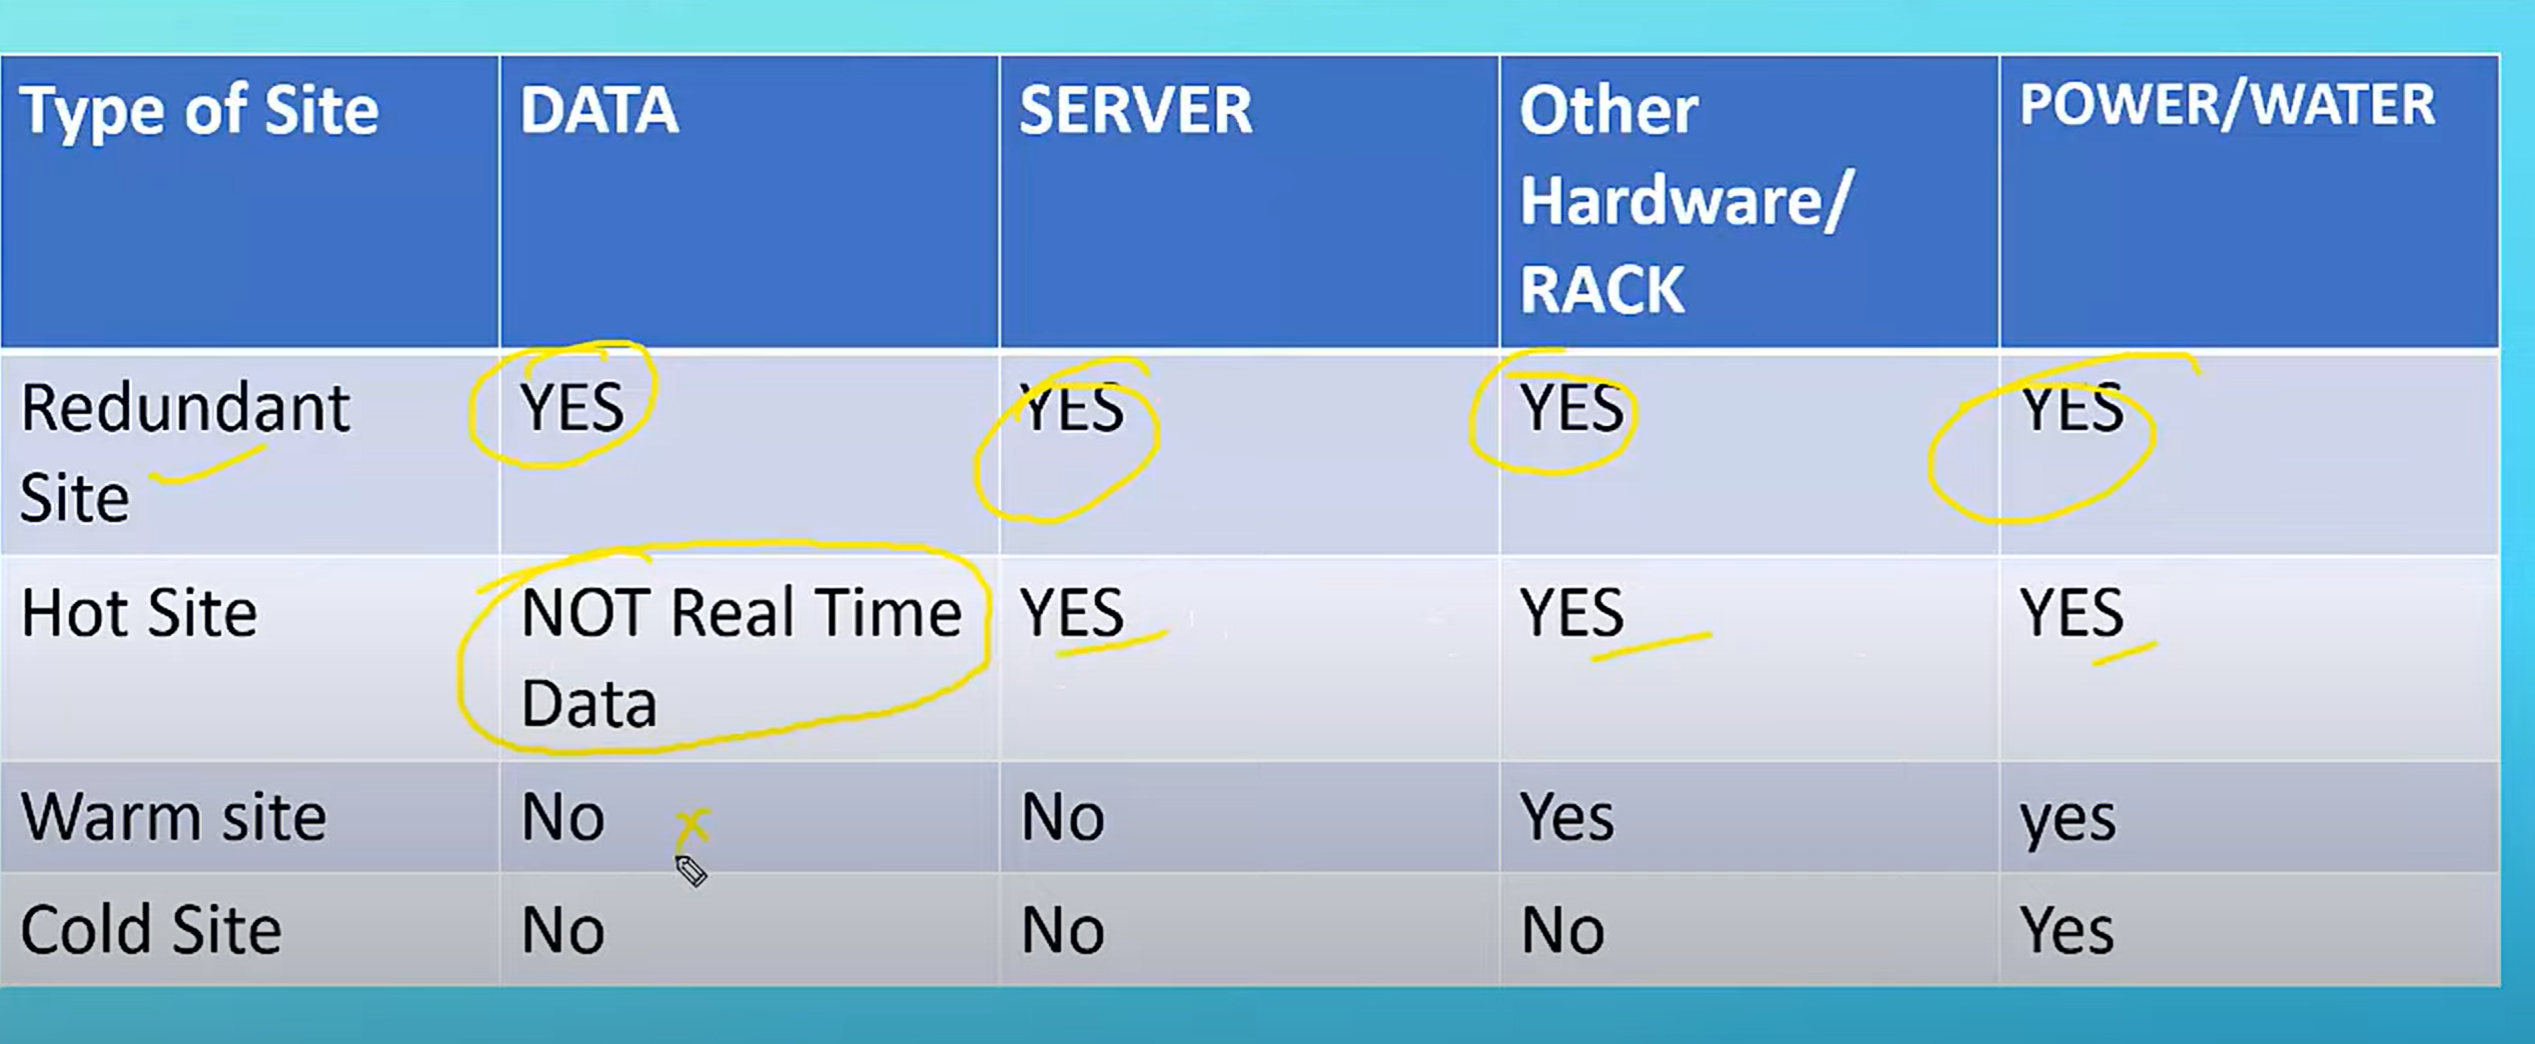 Type of Site DATA SERVER Other Hardware/ RACK POWER/WATER
Redundant Site YES YES YES YES
Hot Site NOT Real Time Data YES YES YES
Warm site No x No Yes yes
Cold Site No No No Yes